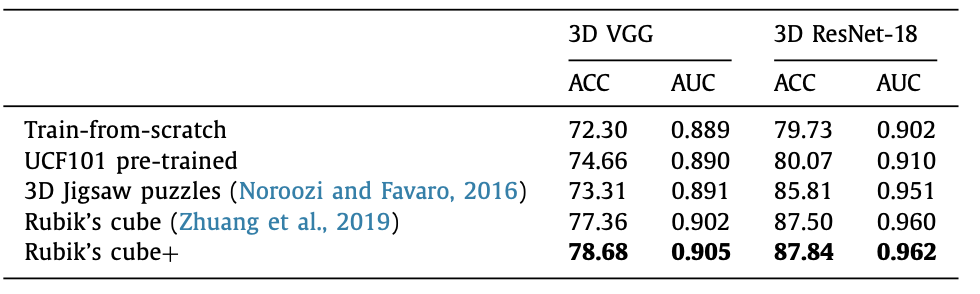 3D VGG 3D ResNet-18
ACC AUC ACC AUC
Train-from-scratch 72.30 0.889 79.73 0.902
UCF101 pre-trained 74.66 0.890 80.07 0.910
3D Jigsaw puzzles (Noroozi and Favaro, 2016) 73.31 0.891 85.81 0.951
Rubik’s cube (Zhuang et al., 2019) 77.36 0.902 87.50 0.960
Rubik’s cube+ 78.68 0.905 87.84 0.962